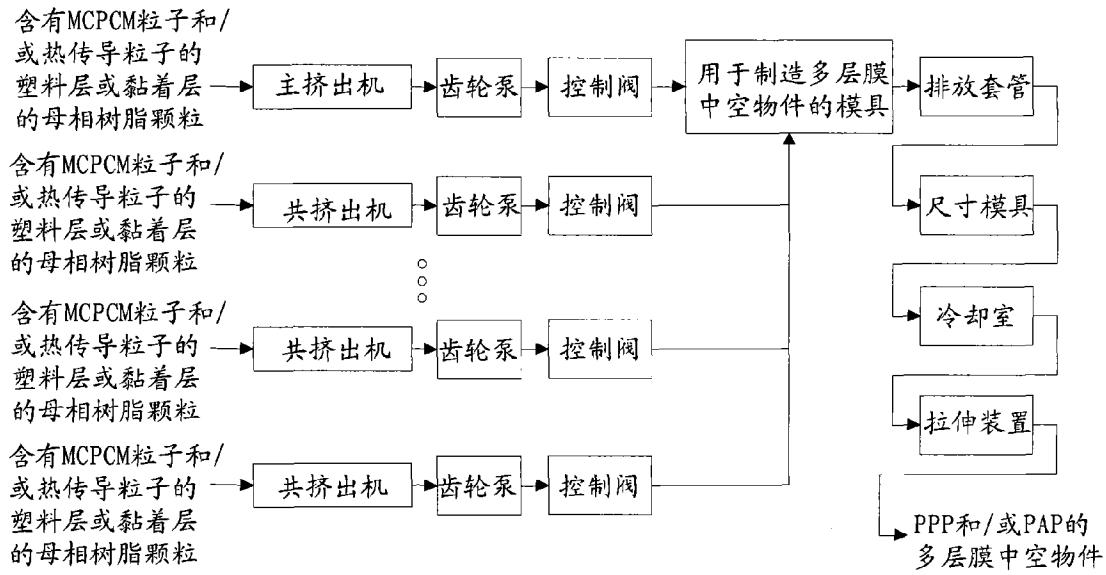 含有MCPCM粒子和/
或热传导粒子的
塑料层或黏着层
的母相树脂颗粒
主挤出机
齿轮泵
控制阀
用于制造多层膜
中空物件的模具
排放套管
含有MCPCM粒子和/
或热传导粒子的
塑料层或黏着层
的母相树脂颗粒
共挤出机
齿轮泵
控制阀
尺寸模具
含有MCPCM粒子和/
或热传导粒子的
塑料层或黏着层
的母相树脂颗粒
共挤出机
齿轮泵
控制阀
冷却室
拉伸装置
含有MCPCM粒子和/
或热传导粒子的
塑料层或黏着层
的母相树脂颗粒
共挤出机
齿轮泵
控制阀
PPP和/或PAP的
多层膜中空物件